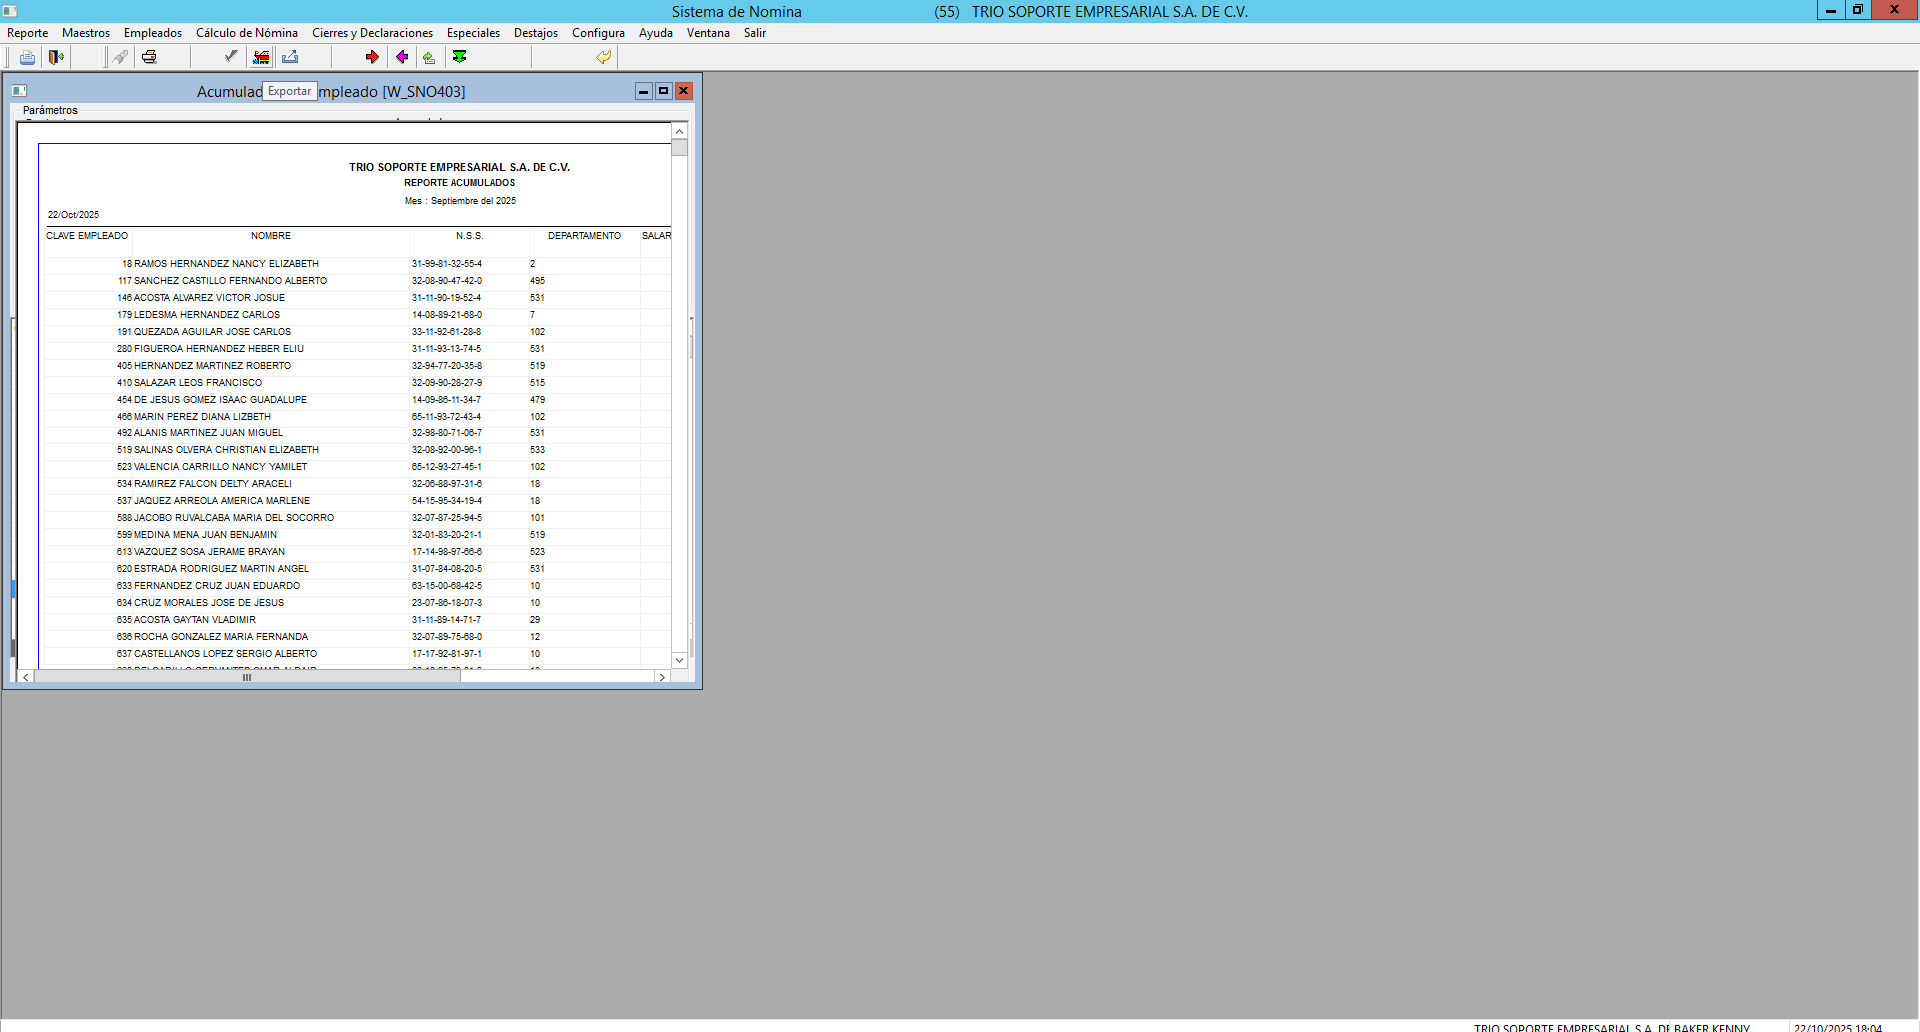 Sistema de Nomina (55) TRIO SOPORTE EMPRESARIAL S.A. DE C.V.
Reporte Maestros Empleados Cálculo de Nómina Cierres y Declaraciones Especiales Destajos Configura Ayuda Ventana Salir
Acumulad Exportar mpleado [W_SNO403]
Parámetros
TRIO SOPORTE EMPRESARIAL S.A. DE C.V.
REPORTE ACUMULADOS
Mes : Septiembre del 2025
22/Oct/2025
CLAVE EMPLEADO NOMBRE N.S.S. DEPARTAMENTO SALAR
18 RAMOS HERNANDEZ NANCY ELIZABETH 31-99-81-32-55-4 2
117 SANCHEZ CASTILLO FERNANDO ALBERTO 32-08-90-47-42-0 495
146 ACOSTA ALVAREZ VICTOR JOSUE 31-11-90-19-52-4 531
179 LEDESMA HERNANDEZ CARLOS 14-08-89-21-68-0 7
191 QUEZADA AGUILAR JOSE CARLOS 33-11-92-61-28-8 102
280 FIGUEROA HERNANDEZ HEBER ELIU 31-11-93-13-74-5 531
405 HERNANDEZ MARTINEZ ROBERTO 32-94-77-20-35-8 519
410 SALAZAR LEOS FRANCISCO 32-09-90-28-27-9 515
454 DE JESUS GOMEZ ISAAC GUADALUPE 14-09-86-11-34-7 479
466 MARIN PEREZ DIANA LIZBETH 65-11-93-72-43-4 102
492 ALANIS MARTINEZ JUAN MIGUEL 32-98-80-71-06-7 531
519 SALINAS OLVERA CHRISTIAN ELIZABETH 32-08-92-00-96-1 533
523 VALENCIA CARRILLO NANCY YAMILET 65-12-93-27-45-1 102
534 RAMIREZ FALCON DELTY ARACELI 32-06-88-97-31-6 18
537 JAQUEZ ARREOLA AMERICA MARLENE 54-15-95-34-19-4 18
588 JACOBO RUVALCABA MARIA DEL SOCORRO 32-07-87-25-94-5 101
599 MEDINA MENA JUAN BENJAMIN 32-01-83-20-21-1 519
613 VAZQUEZ SOSA JERAME BRAYAN 17-14-98-97-66-6 523
620 ESTRADA RODRIGUEZ MARTIN ANGEL 31-07-84-08-20-5 531
633 FERNANDEZ CRUZ JUAN EDUARDO 63-15-00-68-42-5 10
634 CRUZ MORALES JOSE DE JESUS 23-07-86-18-07-3 10
635 ACOSTA GAYTAN VLADIMIR 31-11-89-14-71-7 29
636 ROCHA GONZALEZ MARIA FERNANDA 32-07-89-75-68-0 12
637 CASTELLANOS LOPEZ SERGIO ALBERTO 17-17-92-81-97-1 10
TRIO SOPORTE EMPRESARIAL S.A. DE BAKER KENNY 22/10/2025 18:04